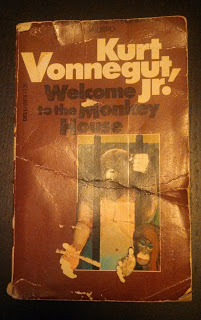 Kurt
Vonnegut,
Jr.
Welcome
to the Monkey
House